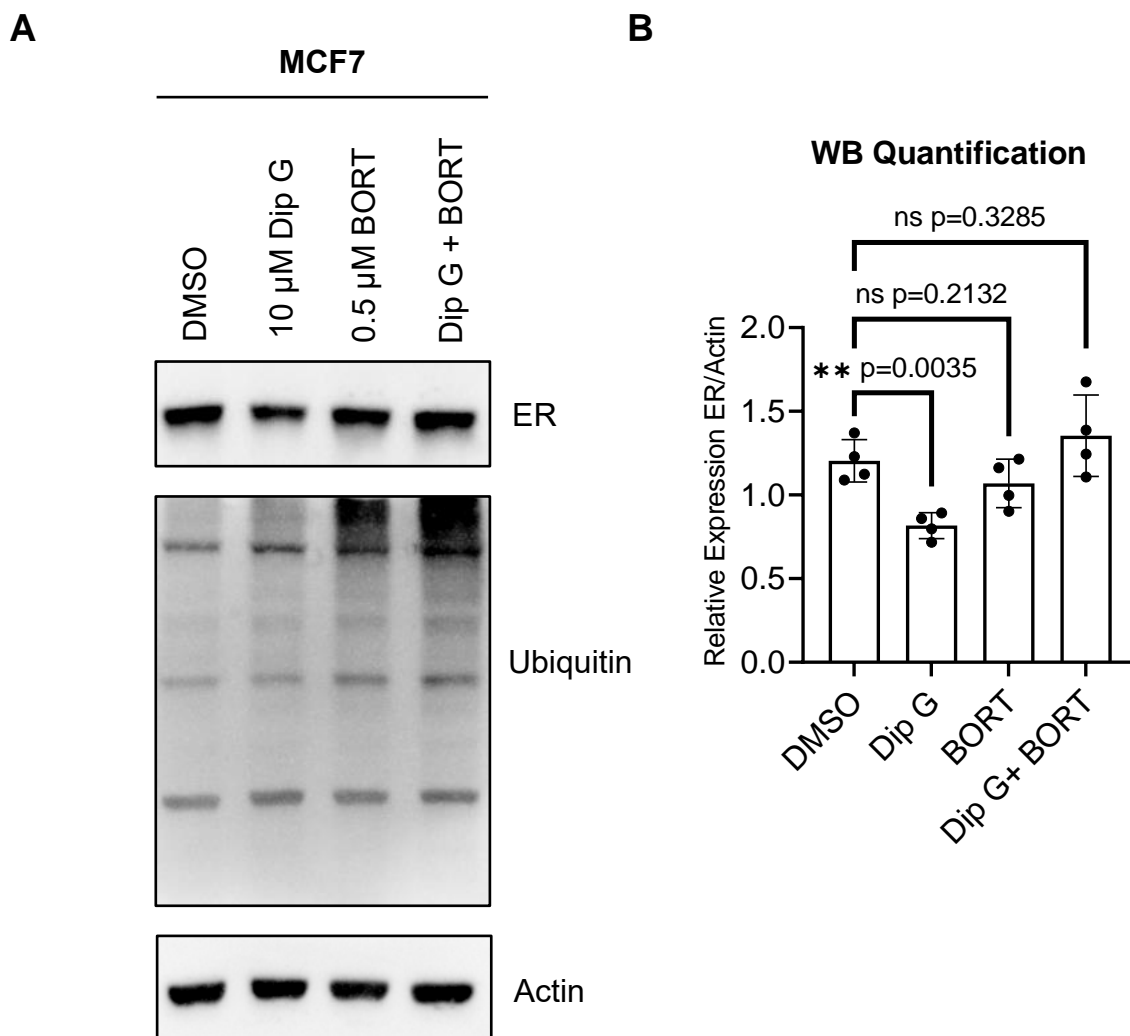 A
MCF7
DMSO
10 µM Dip G
0.5 µM BORT
Dip G + BORT
ER
Ubiquitin
Actin
B
WB Quantification
ns p=0.3285
ns p=0.2132
** p=0.0035
Relative Expression ER/Actin
2.0
1.5
1.0
0.5
0.0
DMSO
Dip G
BORT
Dip G+ BORT